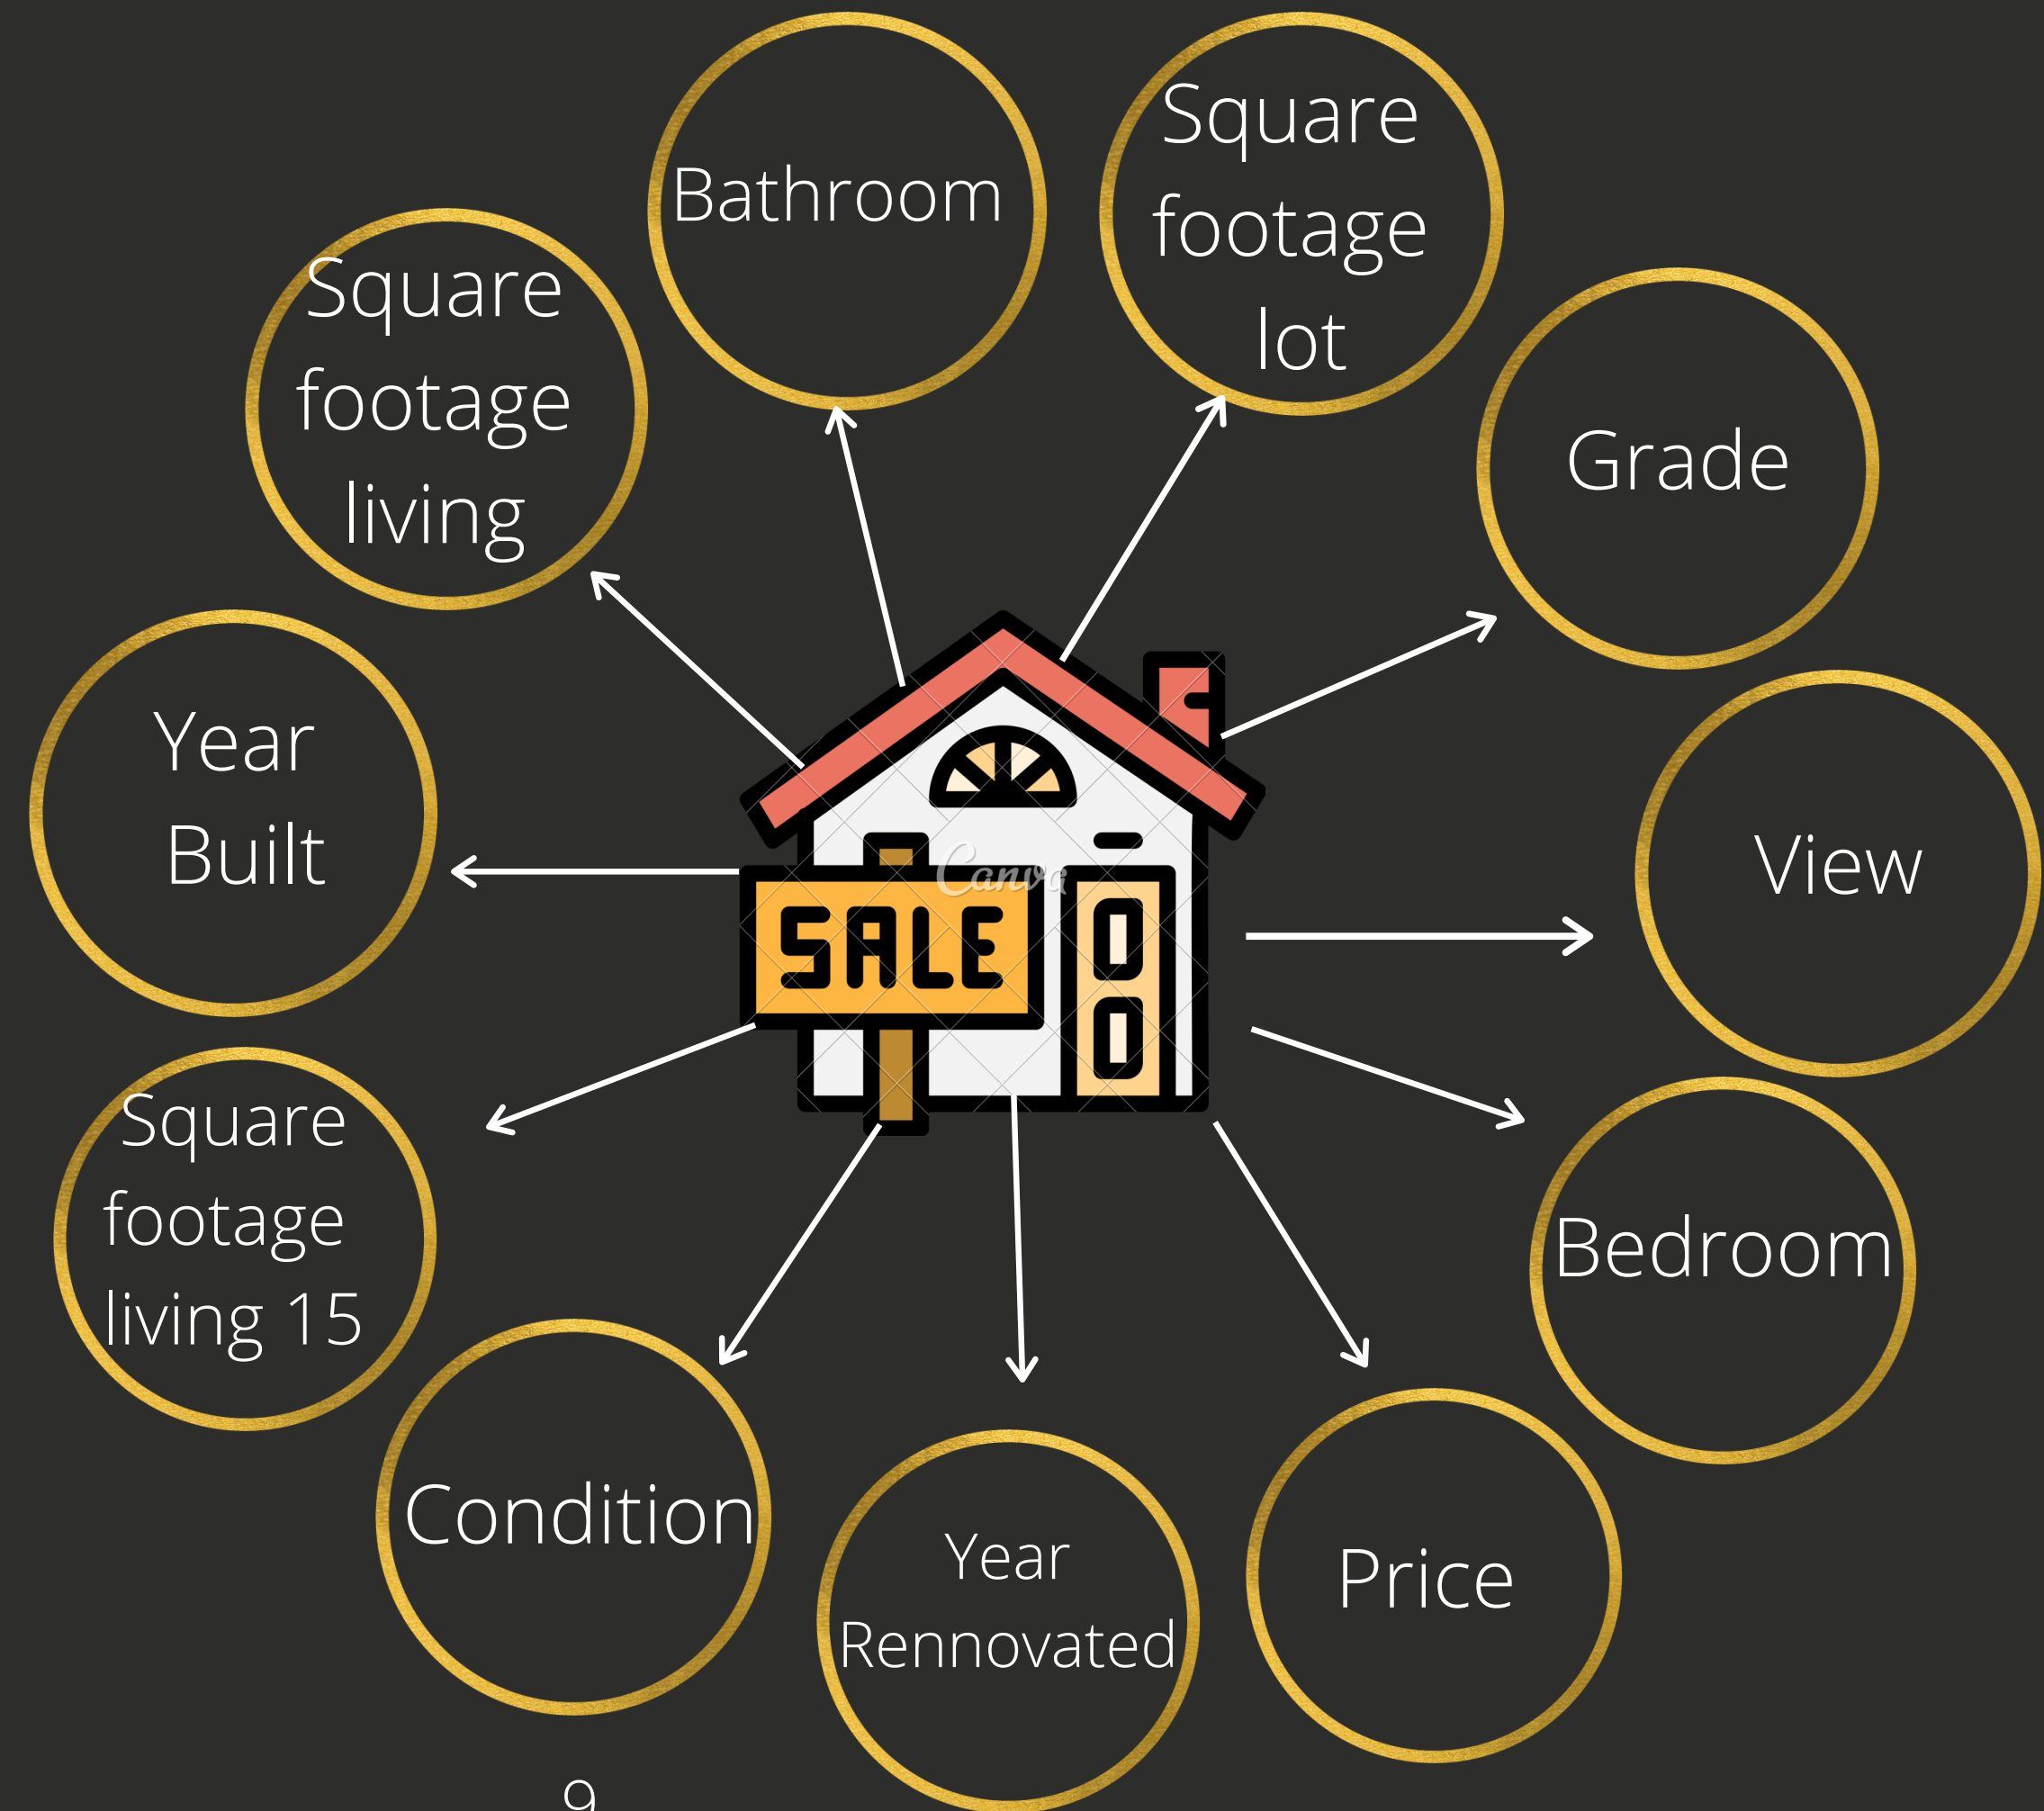 Bathroom
Square
footage
lot
Square
footage
living
Grade
Year
Built
View
Canva
SALE
Square
footage
living 15
Bedroom
Condition
Year
Rennovated
Price
9